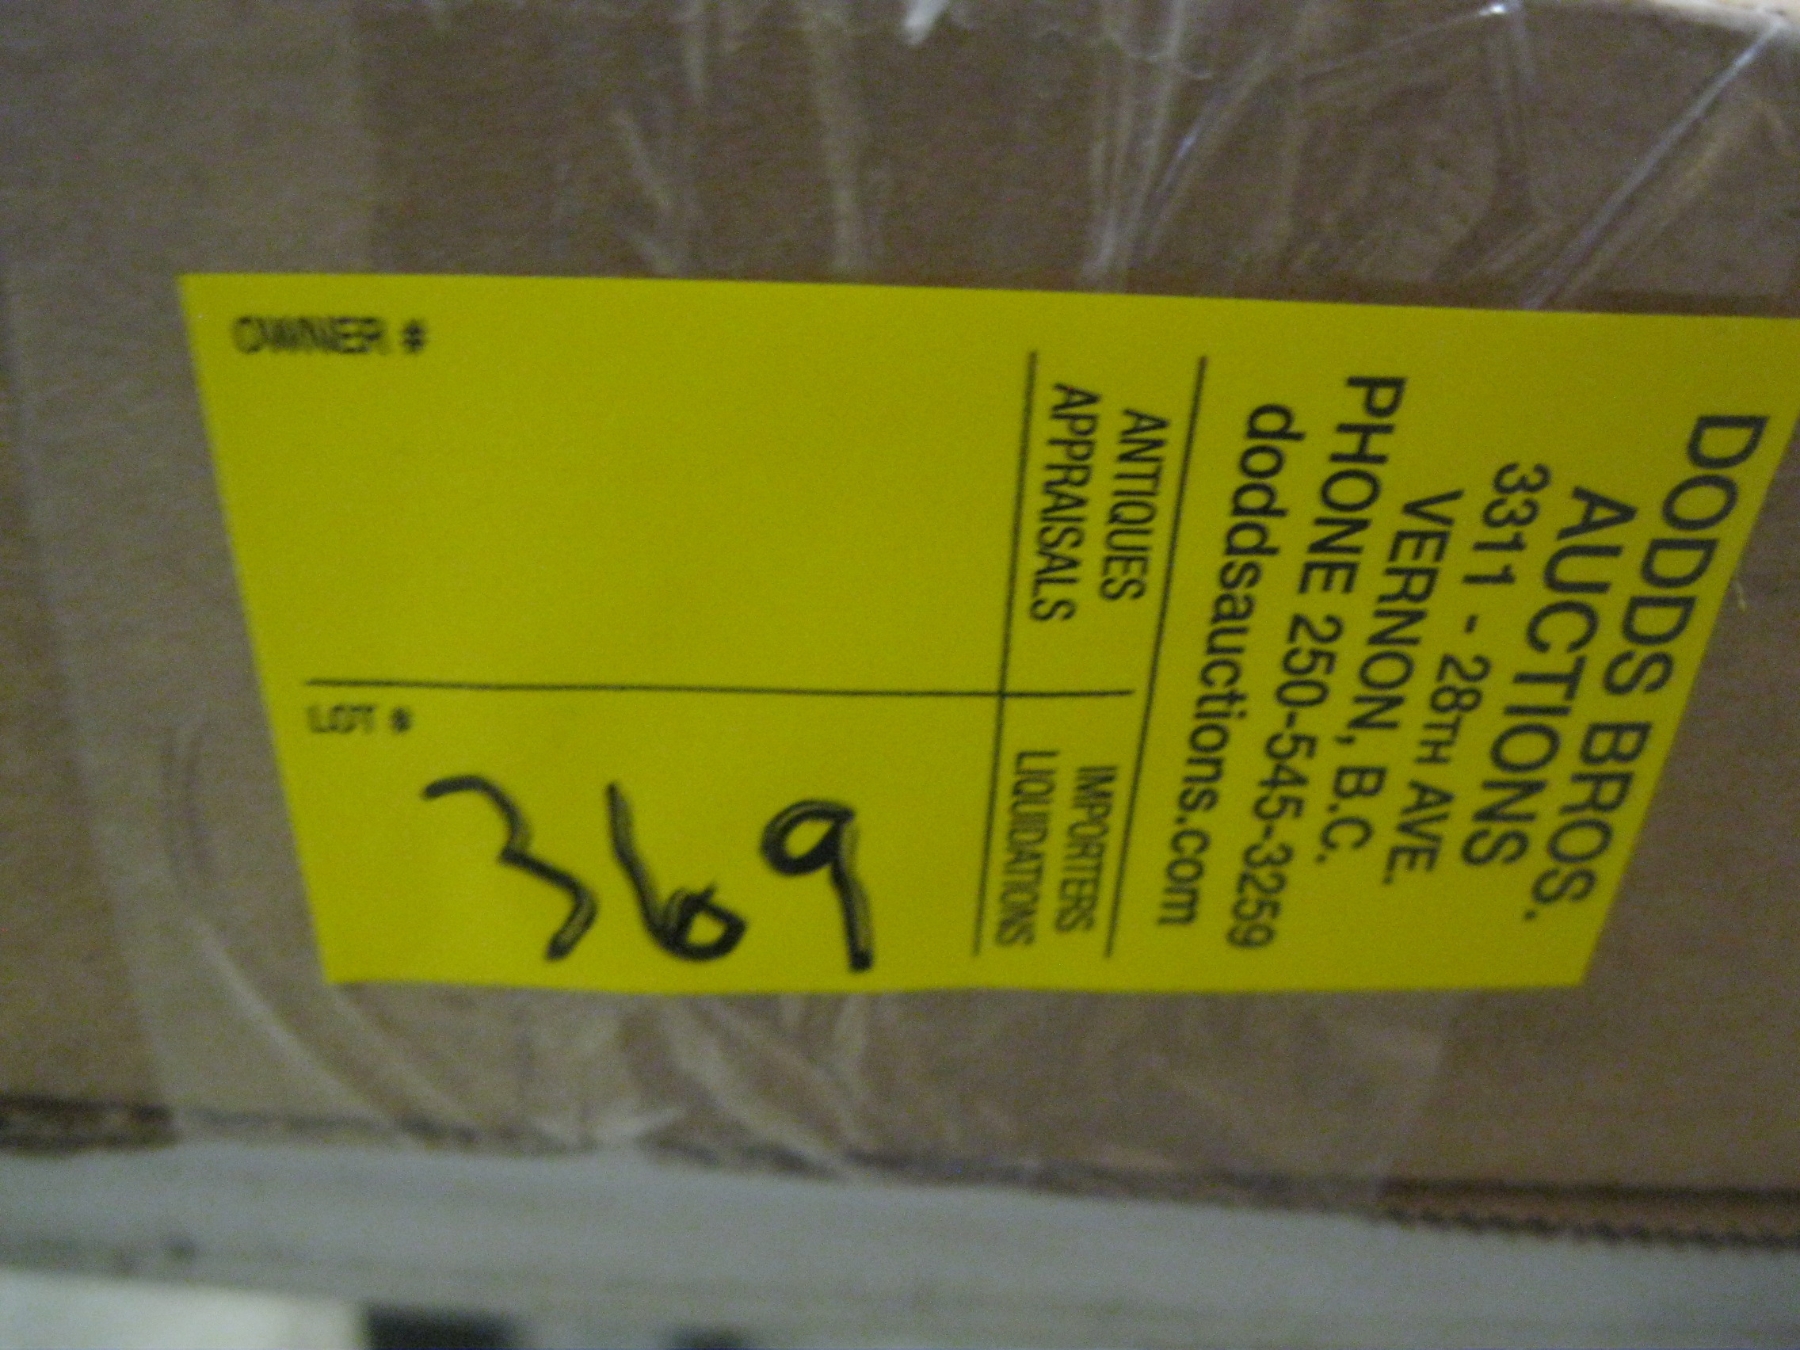 DODDS BROS.
AUCTIONS
3311 - 28TH AVE.
VERNON, B.C.
PHONE 250-545-3259
doddsauctions.com
ANTIQUES
APPRAISALS
IMPORTERS
LIQUIDATIONS
OWNER #
LOT #
369